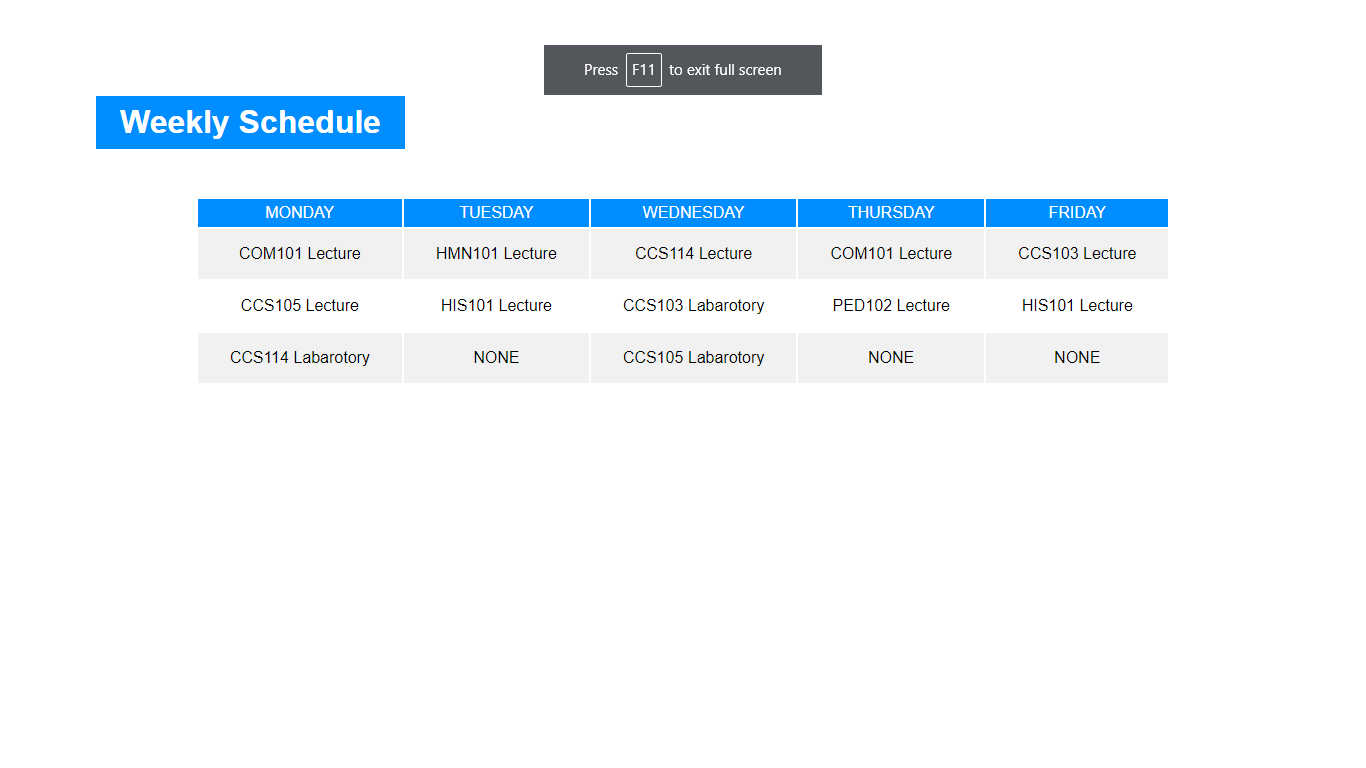 Press F11 to exit full screen
Weekly Schedule
MONDAY TUESDAY WEDNESDAY THURSDAY FRIDAY
COM101 Lecture HMN101 Lecture CCS114 Lecture COM101 Lecture CCS103 Lecture
CCS105 Lecture HIS101 Lecture CCS103 Labarotory PED102 Lecture HIS101 Lecture
CCS114 Labarotory NONE CCS105 Labarotory NONE NONE